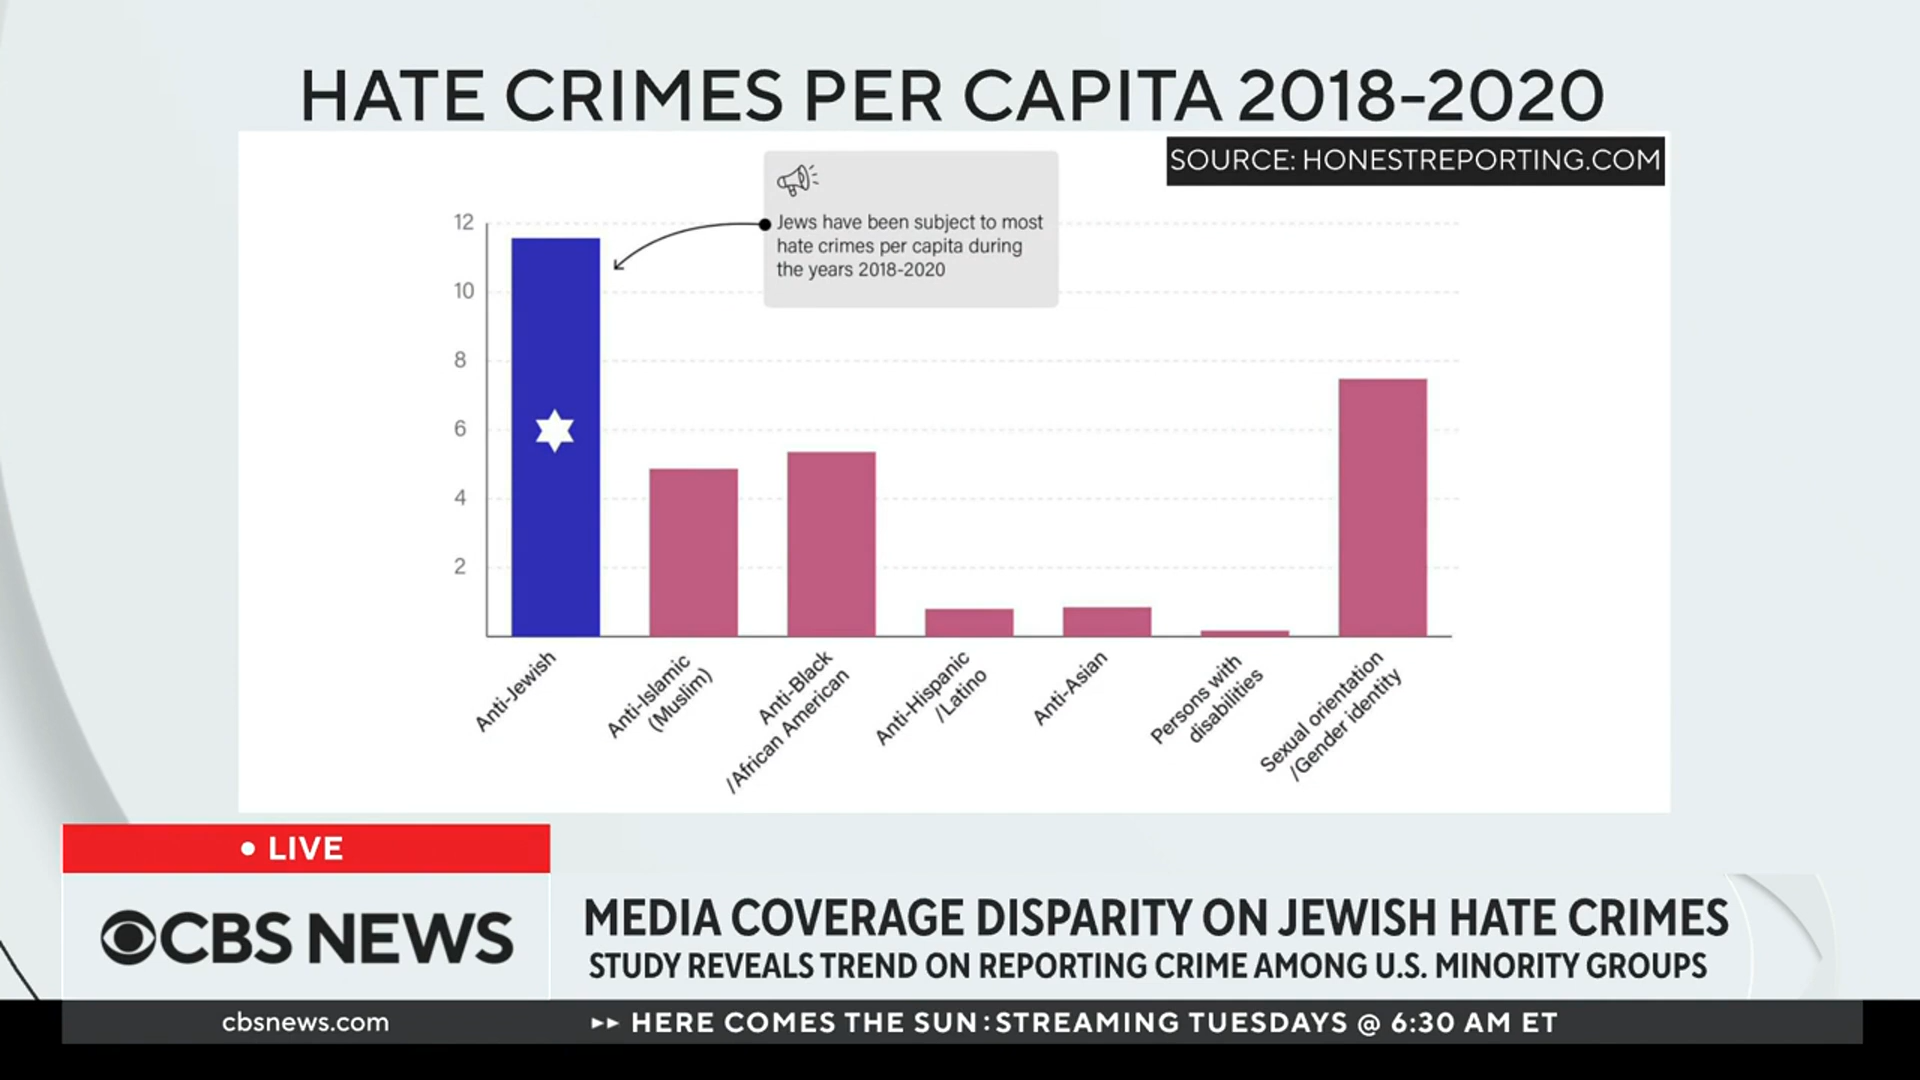 HATE CRIMES PER CAPITA 2018-2020
SOURCE: HONESTREPORTING.COM
Jews have been subject to most
hate crimes per capita during
the years 2018-2020
12
10
8
6
4
2
Anti-Jewish
Anti-Islamic
(Muslim)
Anti-Black
/African American
Anti-Hispanic
/Latino
Anti-Asian
Persons with
disabilities
Sexual orientation
/Gender identity
LIVE
CBS NEWS
MEDIA COVERAGE DISPARITY ON JEWISH HATE CRIMES
STUDY REVEALS TREND ON REPORTING CRIME AMONG U.S. MINORITY GROUPS
cbsnews.com
HERE COMES THE SUN: STREAMING TUESDAYS @ 6:30 AM ET